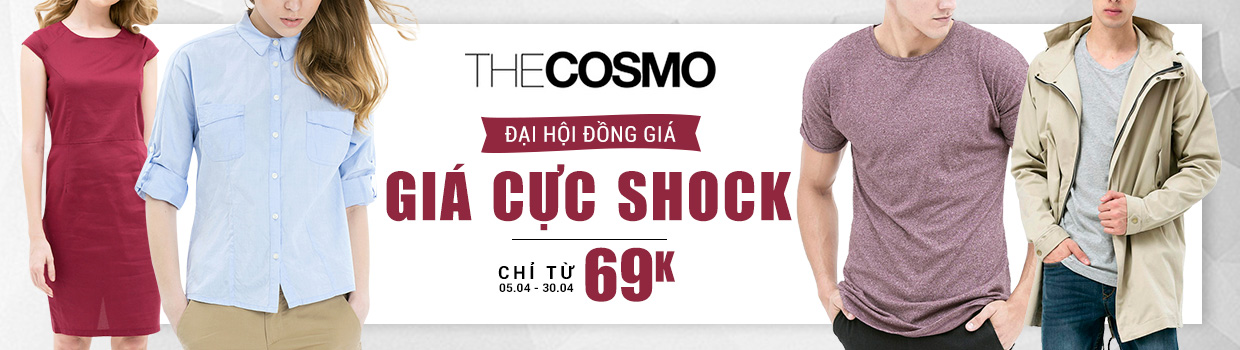 THECOSMO
ĐẠI HỘI ĐỒNG GIÁ
GIÁ CỰC SHOCK
CHỈ TỪ 69K
05.04 - 30.04